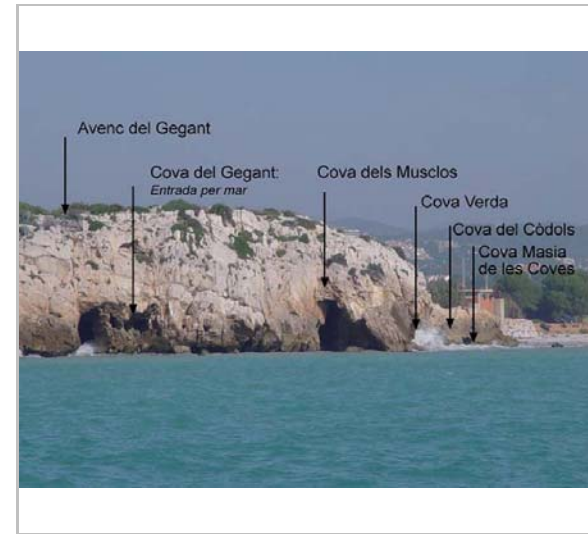 Avenc del Gegant
Cova del Gegant:
Entrada per mar
Cova dels Musclos
Cova Verda
Cova del Còdols
Cova Masia
de les Coves